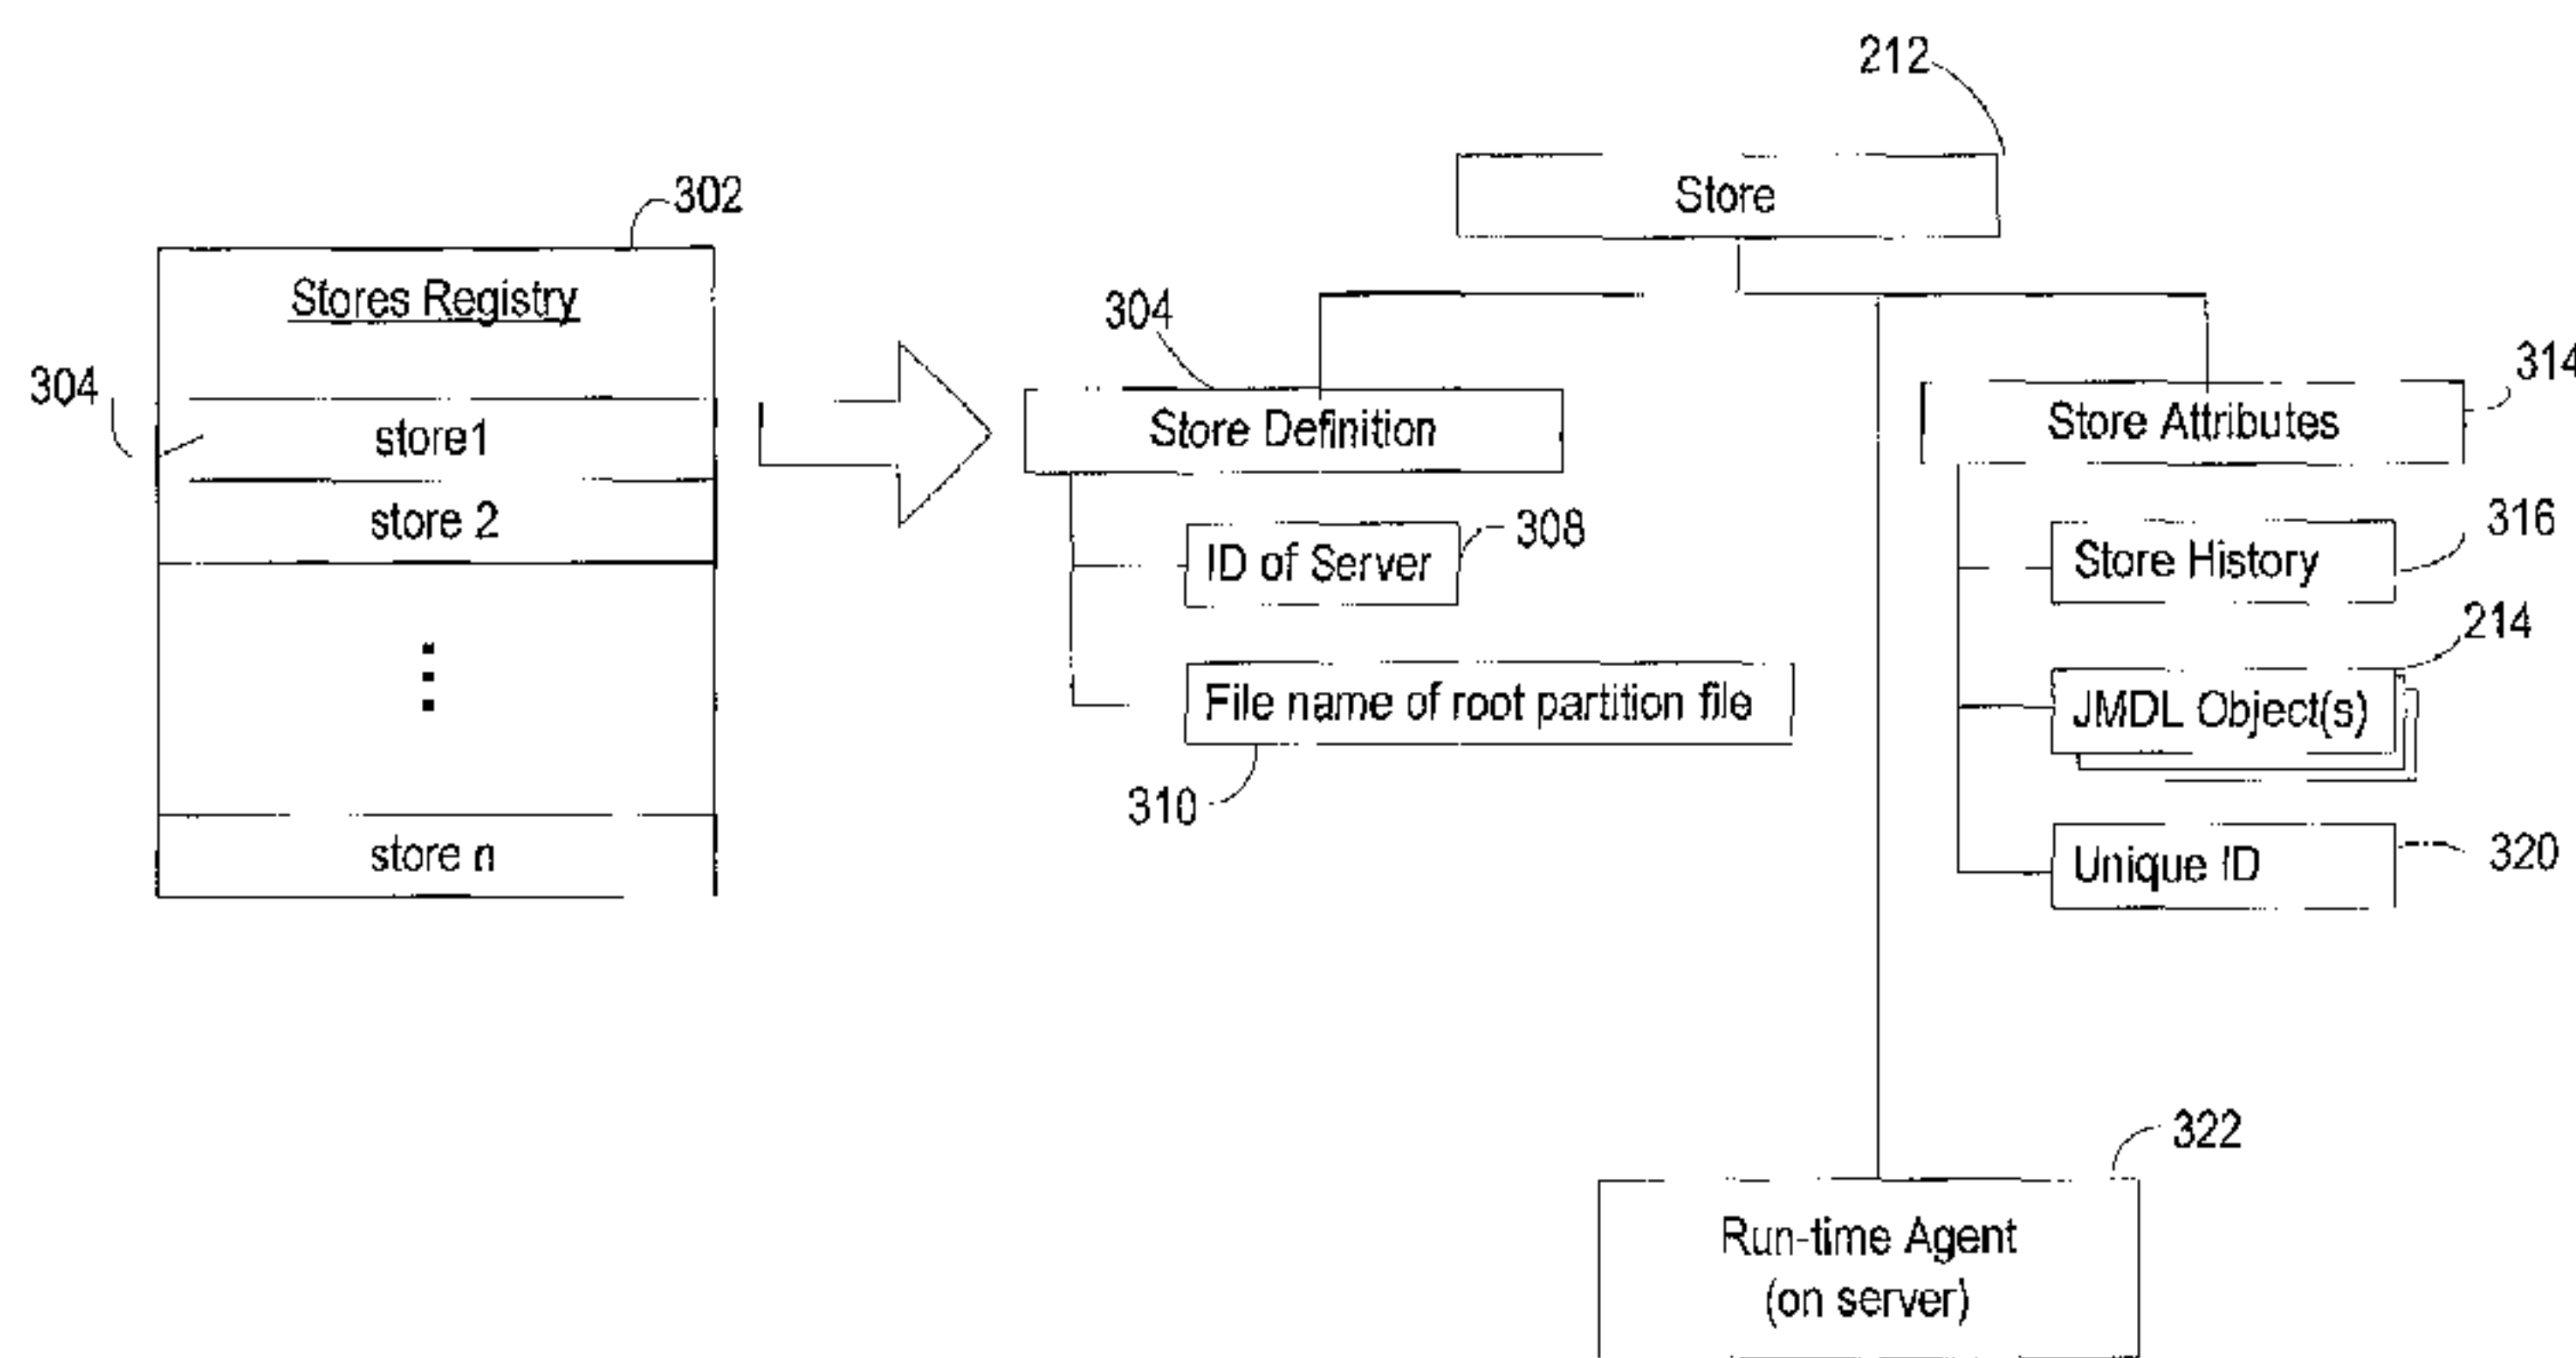 212
Store
302
Stores Registry
304
store1
store 2
store n
304
Store Definition
ID of Server
308
File name of root partition file
310
314
Store Attributes
Store History
316
214
JMDL Object(s)
Unique ID
320
322
Run-time Agent
(on server)